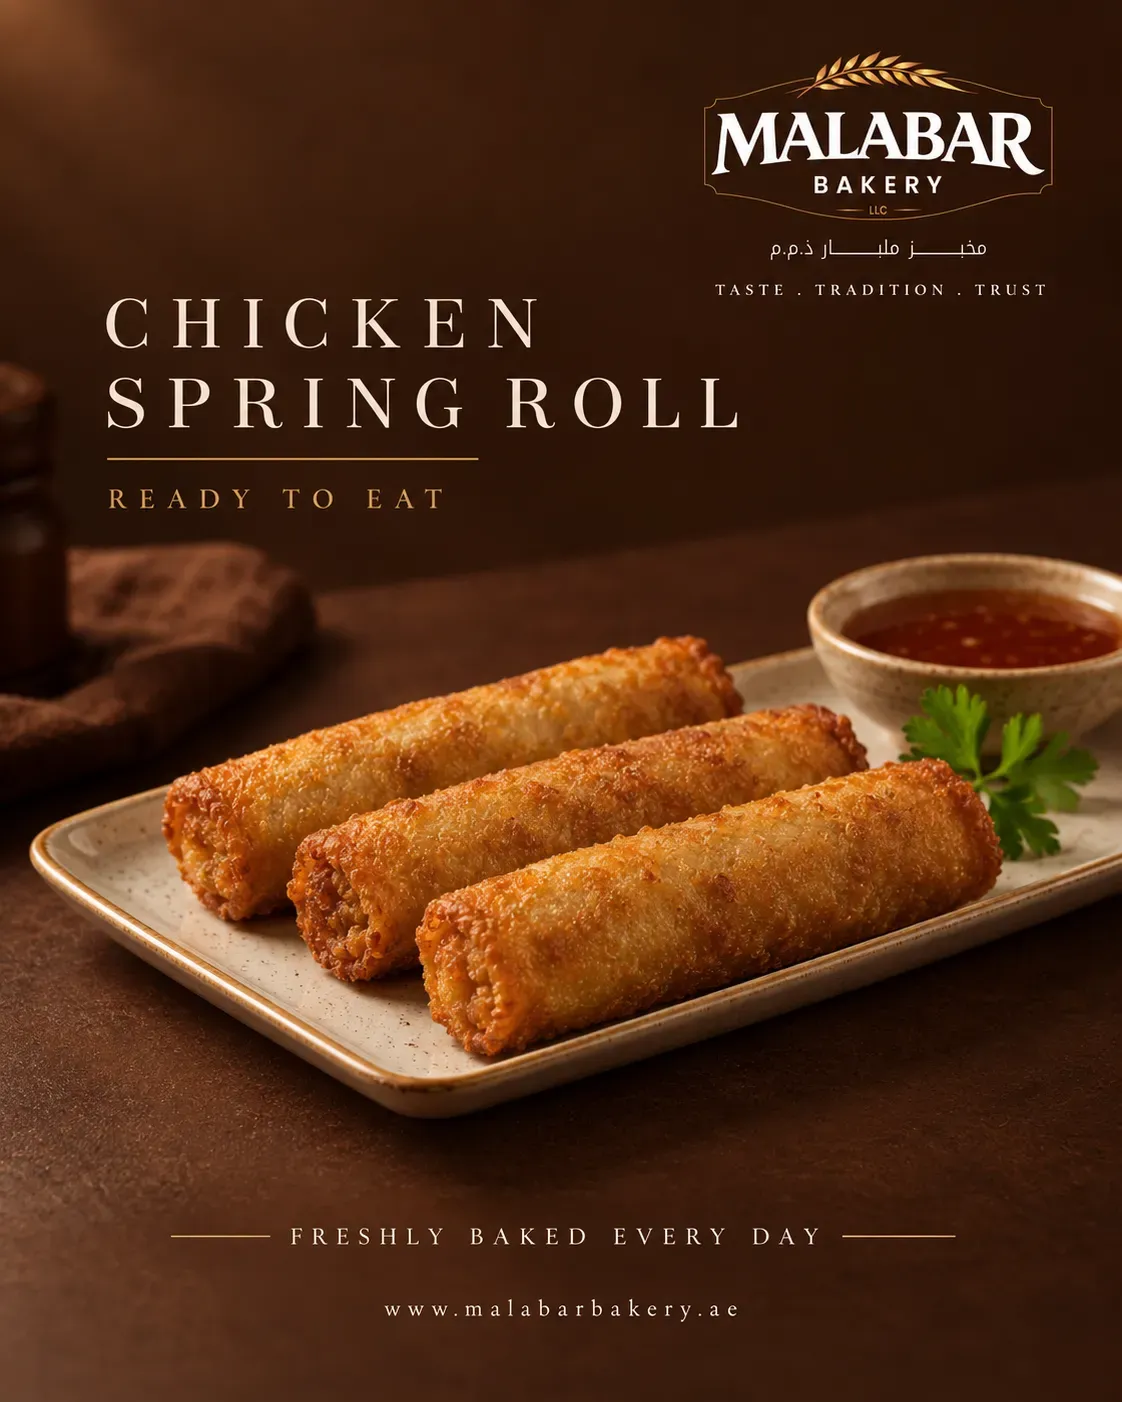 MALABAR
BAKERY
LLC
مخبـــز ملبـــار ذ.م.م
TASTE . TRADITION . TRUST
CHICKEN
SPRING ROLL
READY TO EAT
FRESHLY BAKED EVERY DAY
www.malabarbakery.ae